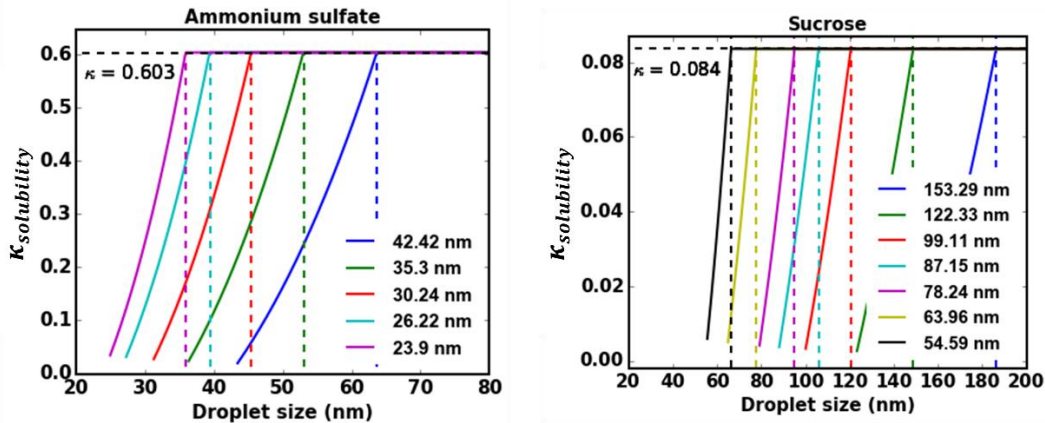 Ammonium sulfate
κ_solubility
0.6
0.5
0.4
0.3
0.2
0.1
0.0
κ = 0.603
42.42 nm
35.3 nm
30.24 nm
26.22 nm
23.9 nm
20 30 40 50 60 70 80
Droplet size (nm)
Sucrose
κ_solubility
0.08
0.06
0.04
0.02
0.00
κ = 0.084
153.29 nm
122.33 nm
99.11 nm
87.15 nm
78.24 nm
63.96 nm
54.59 nm
20 40 60 80 100 120 140 160 180 200
Droplet size (nm)